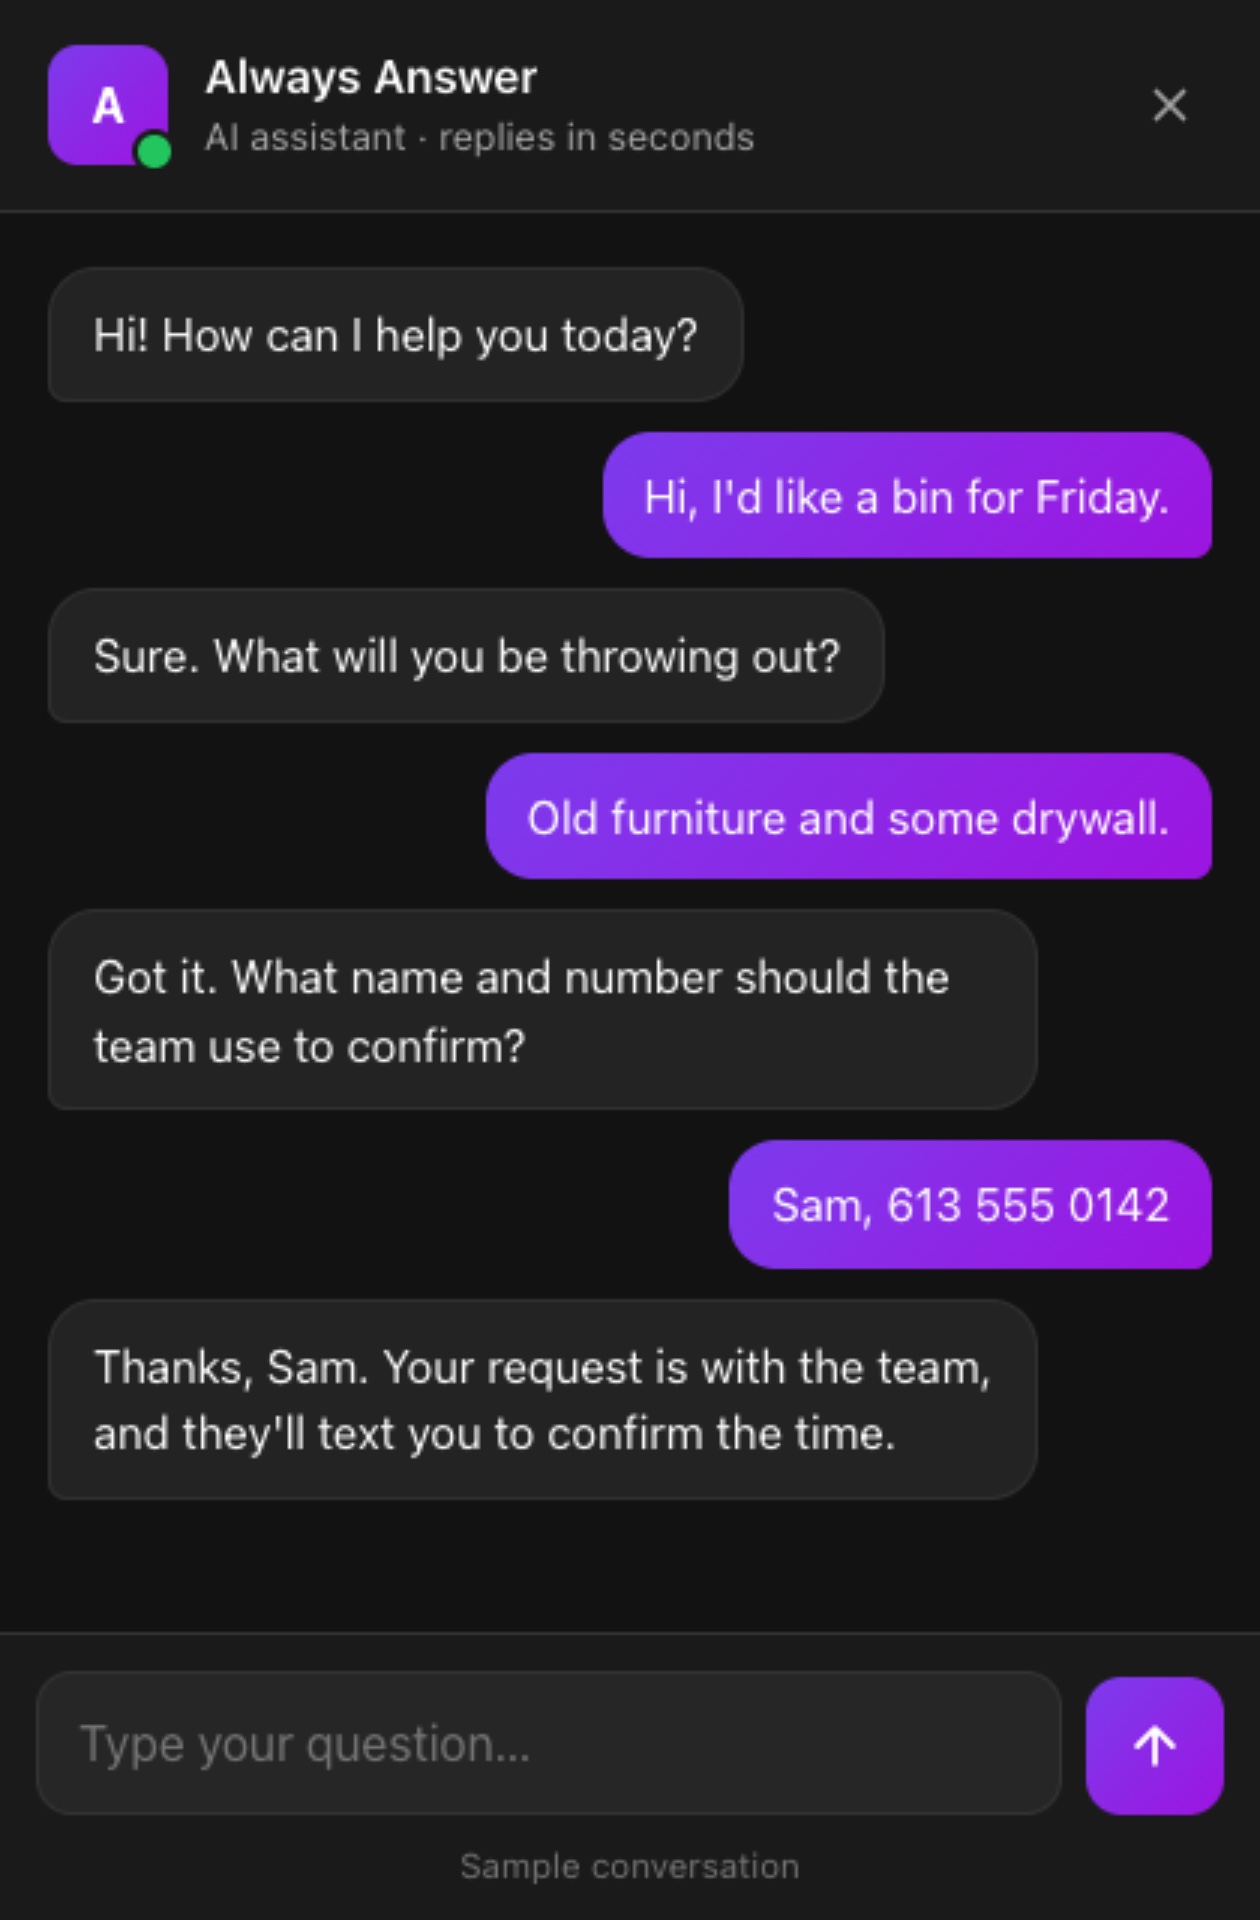 A
Always Answer
AI assistant · replies in seconds
Hi! How can I help you today?
Hi, I'd like a bin for Friday.
Sure. What will you be throwing out?
Old furniture and some drywall.
Got it. What name and number should the
team use to confirm?
Sam, 613 555 0142
Thanks, Sam. Your request is with the team,
and they'll text you to confirm the time.
Type your question...
Sample conversation